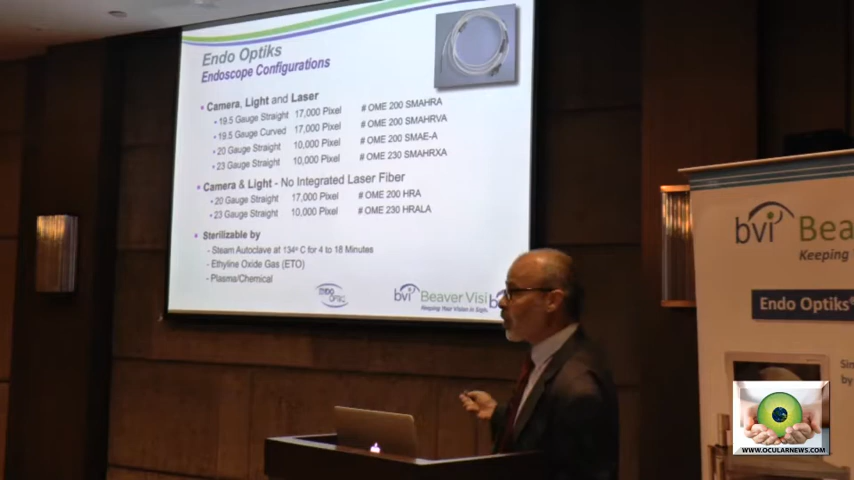 Endo Optiks
Endoscope Configurations
• Camera, Light and Laser
• 19.5 Gauge Straight 17,000 Pixel # OME 200 SMAHRA
• 19.5 Gauge Curved 17,000 Pixel # OME 200 SMAHRVA
• 20 Gauge Straight 10,000 Pixel # OME 200 SMAE-A
• 23 Gauge Straight 10,000 Pixel # OME 230 SMAHRXA
• Camera & Light - No Integrated Laser Fiber
• 20 Gauge Straight 17,000 Pixel # OME 200 HRA
• 23 Gauge Straight 10,000 Pixel # OME 230 HRALA
• Sterilizable by
- Steam Autoclave at 134º C for 4 to 18 Minutes
- Ethyline Oxide Gas (ETO)
- Plasma/Chemical
ENDO OPTIKS
bvi Beaver Visi
Keeping Your Vision in Sight.
bvi Bea
Keeping
Endo Optiks®
Sim
by
WWW.OCULARNEWS.COM